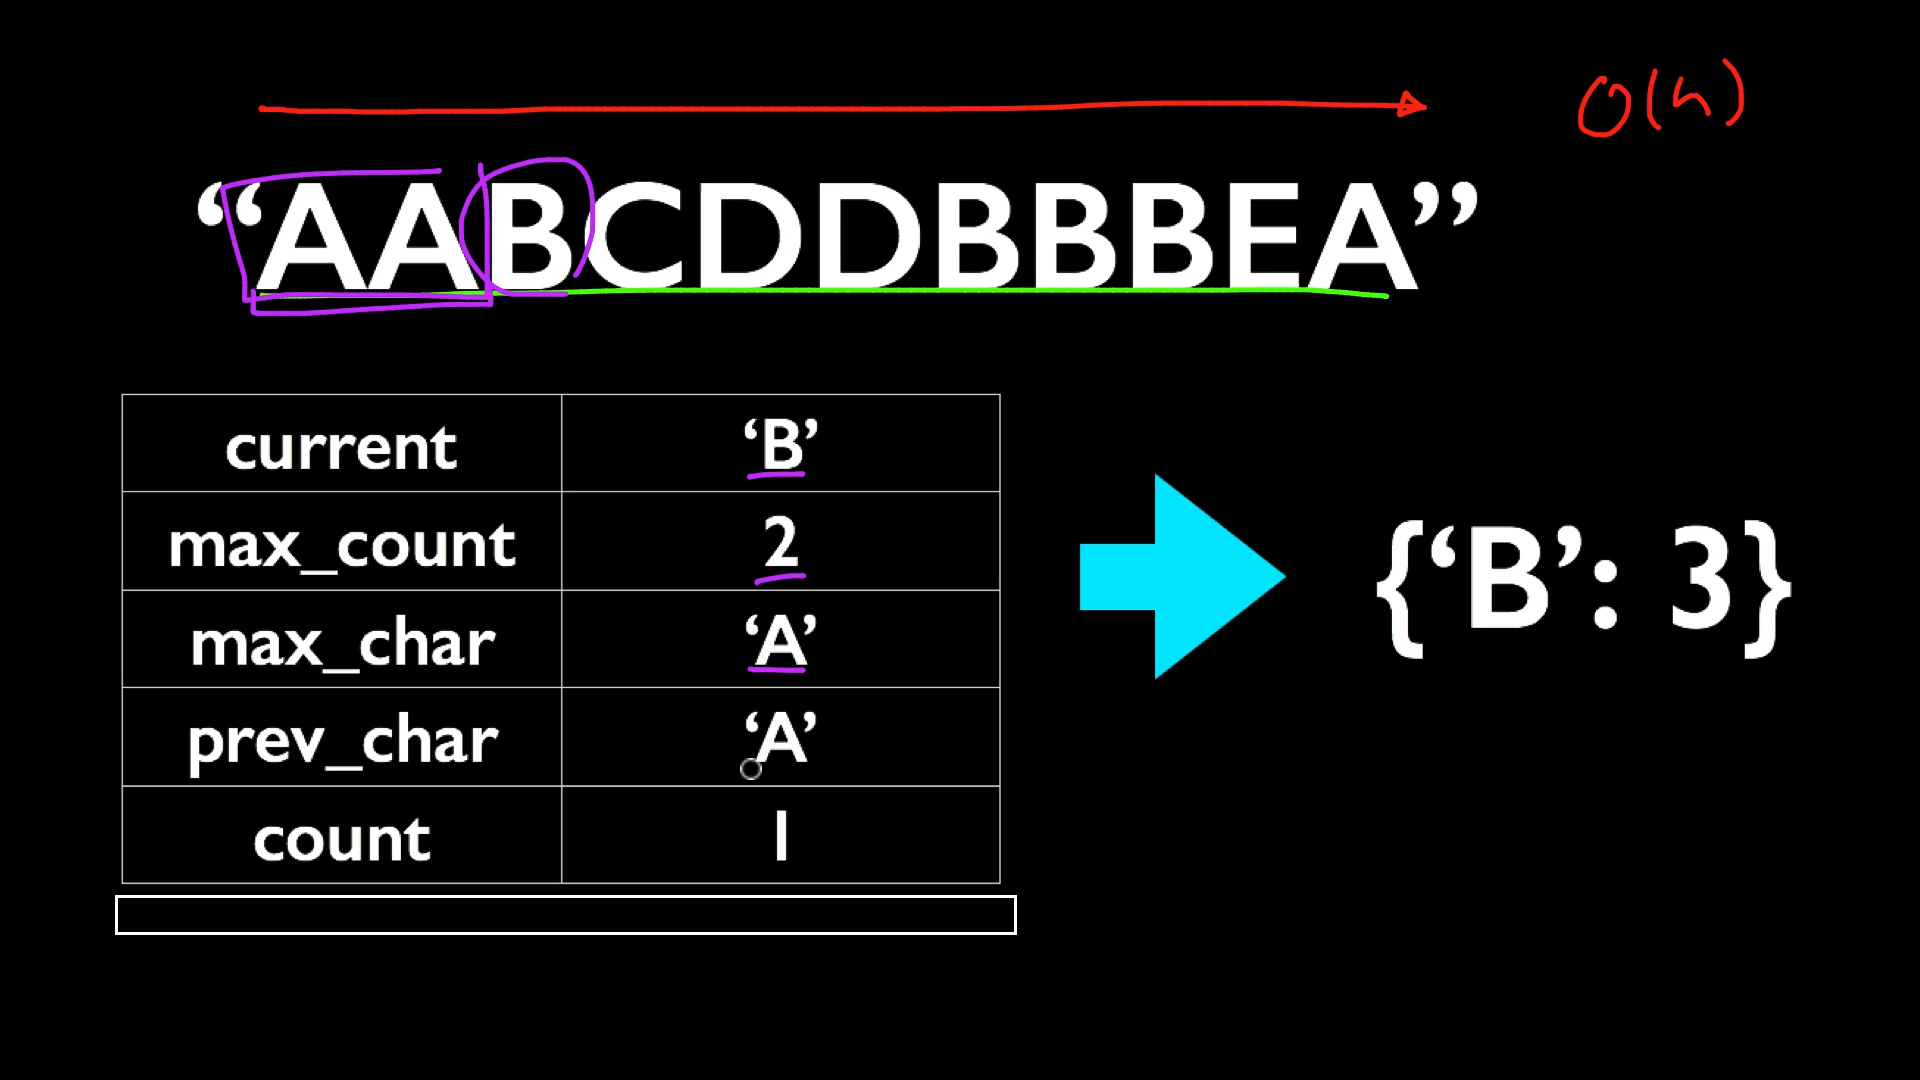 O(n)
““AABCDDBBBEA””
current ‘B’
max_count 2
max_char ‘A’
prev_char ‘A’
count 1
{‘B’: 3}